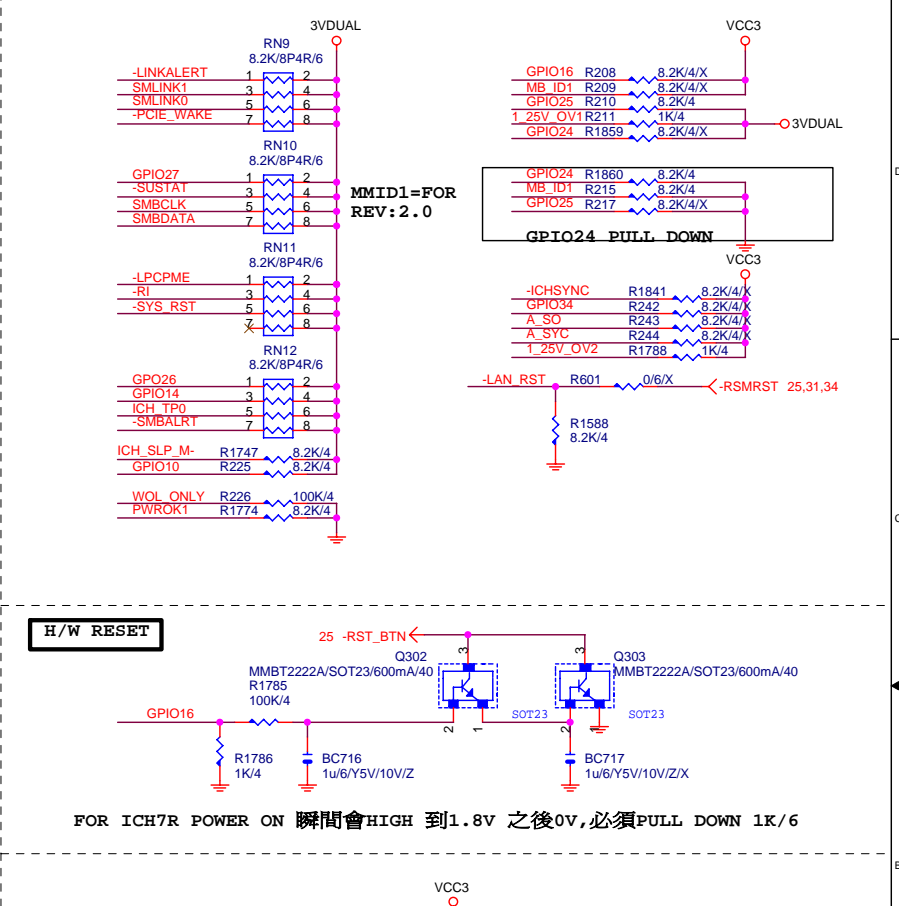 3VDUAL
RN9
8.2K/8P4R/6
-LINKALERT 1 2
SMLINK1 3 4
SMLINK0 5 6
-PCIE_WAKE 7 8
RN10
8.2K/8P4R/6
GPIO27 1 2
-SUSTAT 3 4
SMBCLK 5 6
SMBDATA 7 8
MMID1=FOR
REV:2.0
RN11
8.2K/8P4R/6
-LPCPME 1 2
-RI 3 4
-SYS_RST 5 6
7 8
RN12
8.2K/8P4R/6
GPO26 1 2
GPIO14 3 4
ICH_TP0 5 6
-SMBALRT 7 8
ICH_SLP_M- R1747 8.2K/4
GPIO10 R225 8.2K/4
WOL_ONLY R226 100K/4
PWROK1 R1774 8.2K/4
VCC3
GPIO16 R208 8.2K/4/X
MB_ID1 R209 8.2K/4/X
GPIO25 R210 8.2K/4
1_25V_OV1 R211 1K/4
3VDUAL
GPIO24 R1859 8.2K/4/X
GPIO24 R1860 8.2K/4
MB_ID1 R215 8.2K/4
GPIO25 R217 8.2K/4/X
GPIO24 PULL DOWN
VCC3
-ICHSYNC R1841 8.2K/4/X
GPIO34 R242 8.2K/4/X
A_SO R243 8.2K/4/X
A_SYC R244 8.2K/4/X
1_25V_OV2 R1788 1K/4
-LAN_RST R601 0/6/X -RSMRST 25,31,34
R1588
8.2K/4
D
C
H/W RESET
25 -RST_BTN
Q302
MMBT2222A/SOT23/600mA/40
3
2
1
SOT23
Q303
MMBT2222A/SOT23/600mA/40
3
2
1
SOT23
R1785
100K/4
GPIO16
R1786
1K/4
BC716
1u/6/Y5V/10V/Z
BC717
1u/6/Y5V/10V/Z/X
FOR ICH7R POWER ON 瞬間會HIGH 到1.8V 之後0V,必須PULL DOWN 1K/6
B
VCC3